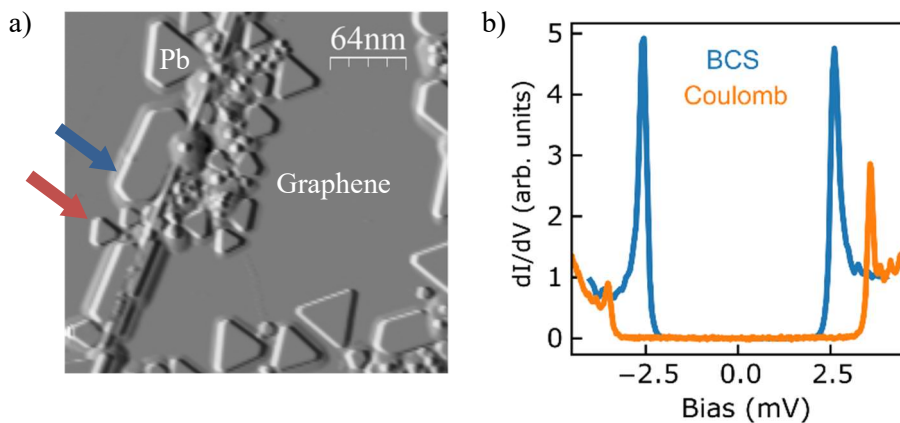 a)
Pb
64nm
Graphene
b)
5
4
3
2
1
0
dI/dV (arb. units)
BCS
Coulomb
−2.5
0.0
2.5
Bias (mV)